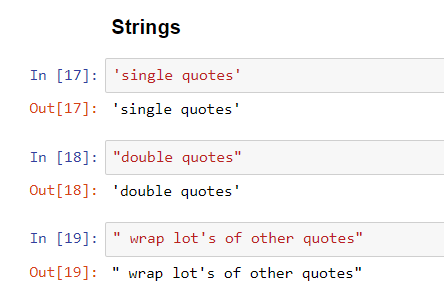 Strings
In [17]: 'single quotes'
Out[17]: 'single quotes'
In [18]: "double quotes"
Out[18]: 'double quotes'
In [19]: " wrap lot's of other quotes"
Out[19]: " wrap lot's of other quotes"